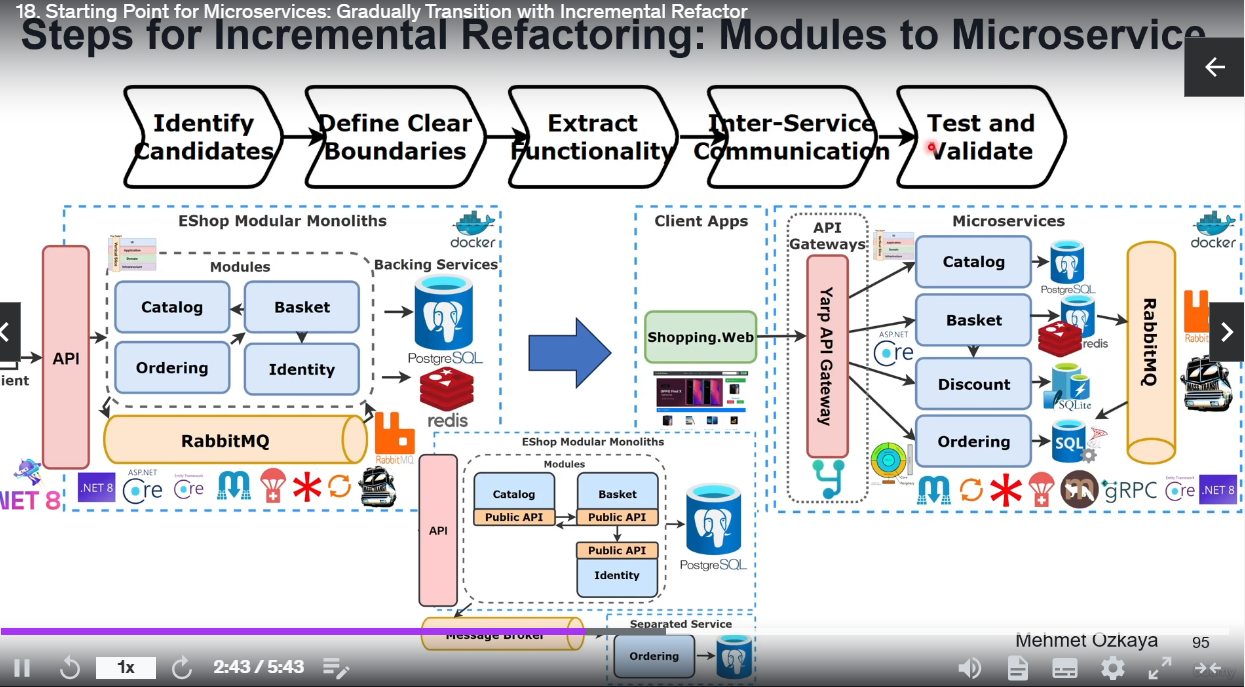 18. Starting Point for Microservices: Gradually Transition with Incremental Refactor
Steps for Incremental Refactoring: Modules to Microservice
Identify
Candidates
Define Clear
Boundaries
Extract
Functionality
Inter-Service
Communication
Test and
Validate
EShop Modular Monoliths
docker
Modules
Backing Services
API
ient
Catalog
Basket
Ordering
Identity
PostgreSQL
redis
RabbitMQ
RabbitMQ
NET 8
.NET 8
ASP.NET
Core
Core
MASS TRANSIT
EShop Modular Monoliths
Modules
API
Catalog
Public API
Basket
Public API
Public API
Identity
PostgreSQL
Message Broker
Separated Service
Ordering
Client Apps
Shopping.Web
API
Gateways
Yarp API Gateway
Microservices
docker
ASP.NET
Core
Catalog
PostgreSQL
Basket
redis
Discount
SQLite
Ordering
SQL
RabbitMQ
Rabbit
MASS TRANSIT
gRPC
Core
.NET 8
Mehmet Ozkaya
95
1x
2:43 / 5:43